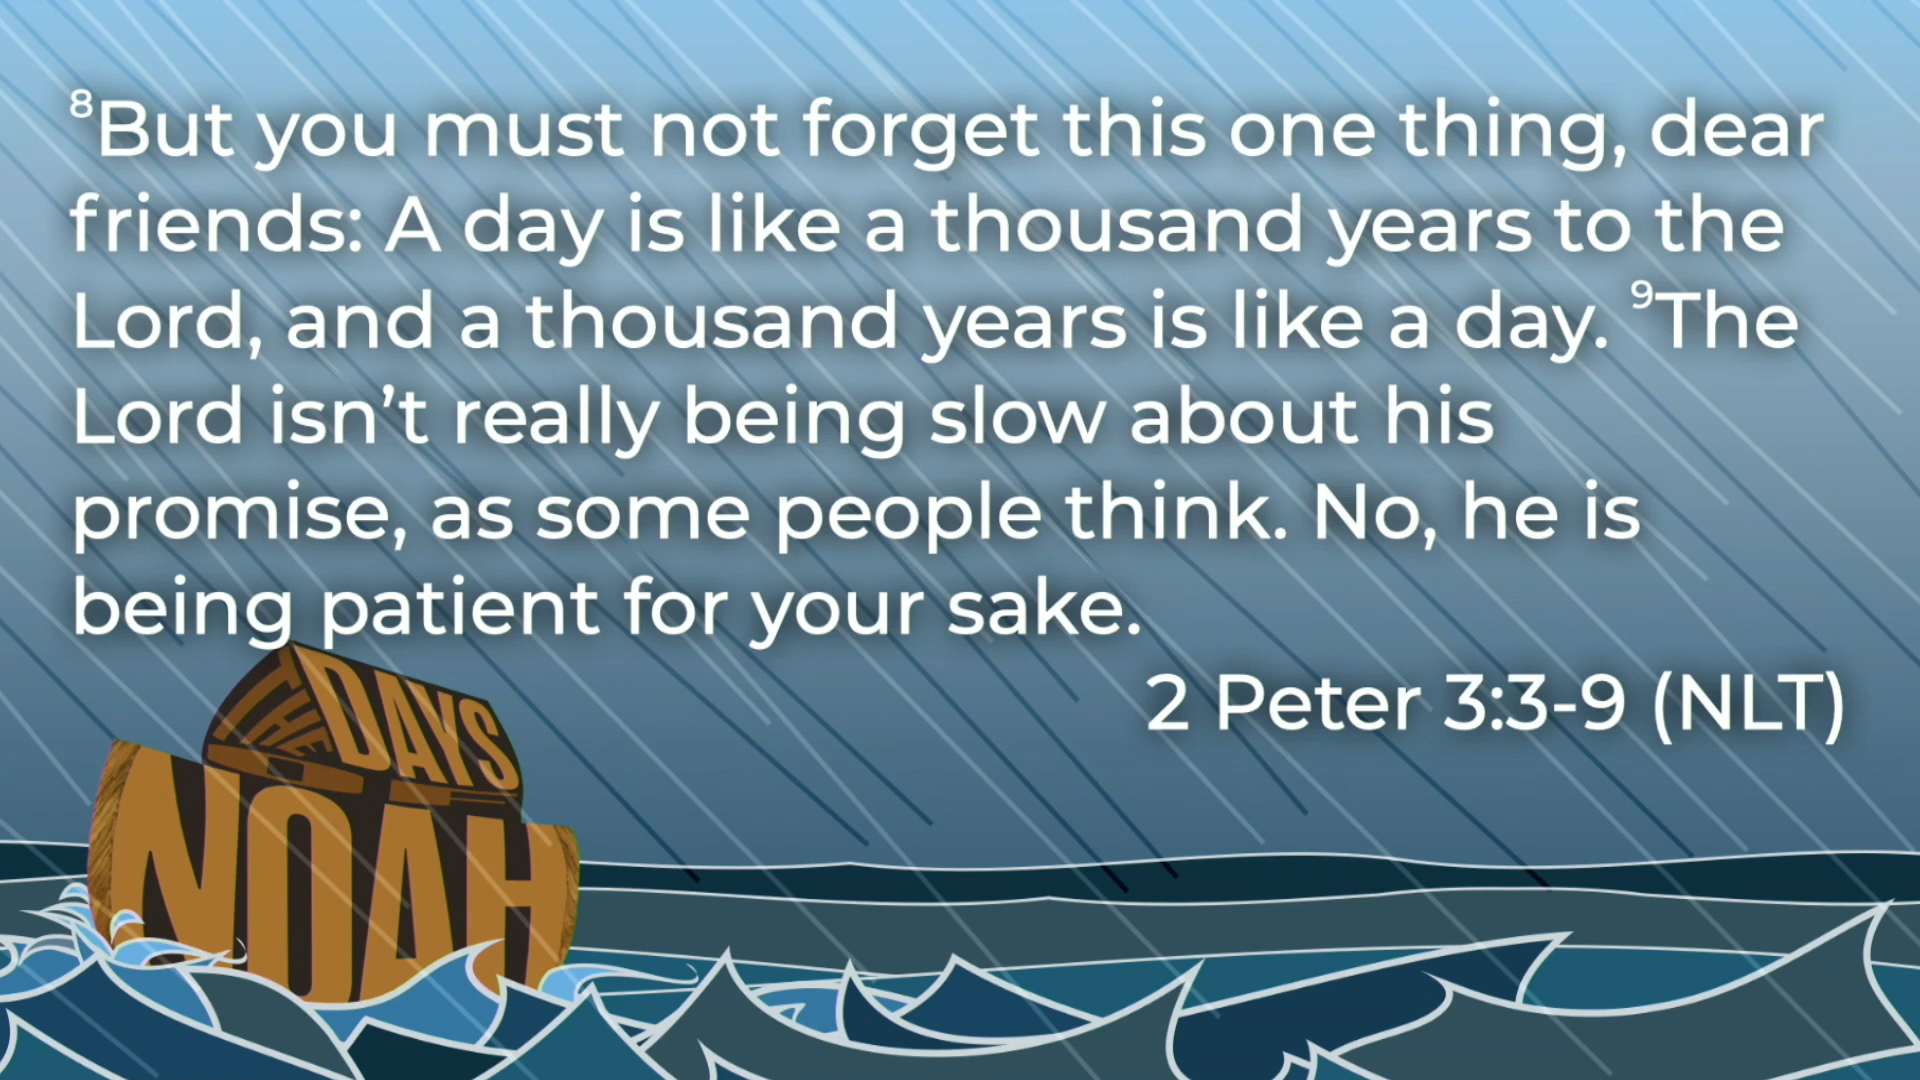 ⁸But you must not forget this one thing, dear
friends: A day is like a thousand years to the
Lord, and a thousand years is like a day. ⁹The
Lord isn’t really being slow about his
promise, as some people think. No, he is
being patient for your sake.
2 Peter 3:3-9 (NLT)
THE DAYS
NOAH